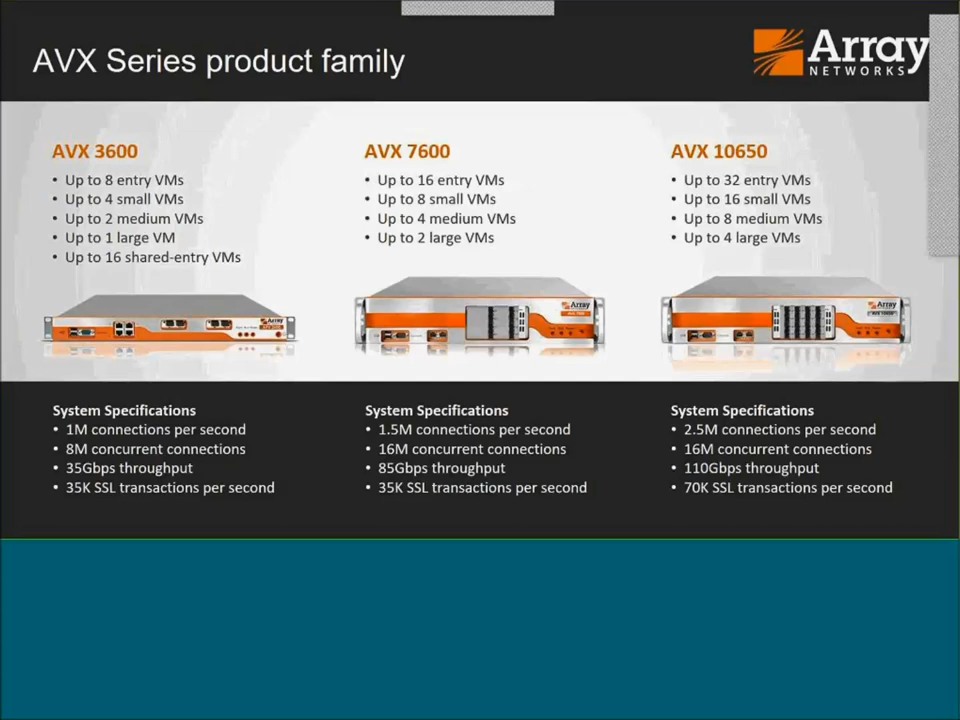 AVX Series product family
Array
NETWORKS
AVX 3600
• Up to 8 entry VMs
• Up to 4 small VMs
• Up to 2 medium VMs
• Up to 1 large VM
• Up to 16 shared-entry VMs
AVX 7600
• Up to 16 entry VMs
• Up to 8 small VMs
• Up to 4 medium VMs
• Up to 2 large VMs
AVX 10650
• Up to 32 entry VMs
• Up to 16 small VMs
• Up to 8 medium VMs
• Up to 4 large VMs
Array
Array
Array
System Specifications
• 1M connections per second
• 8M concurrent connections
• 35Gbps throughput
• 35K SSL transactions per second
System Specifications
• 1.5M connections per second
• 16M concurrent connections
• 85Gbps throughput
• 35K SSL transactions per second
System Specifications
• 2.5M connections per second
• 16M concurrent connections
• 110Gbps throughput
• 70K SSL transactions per second